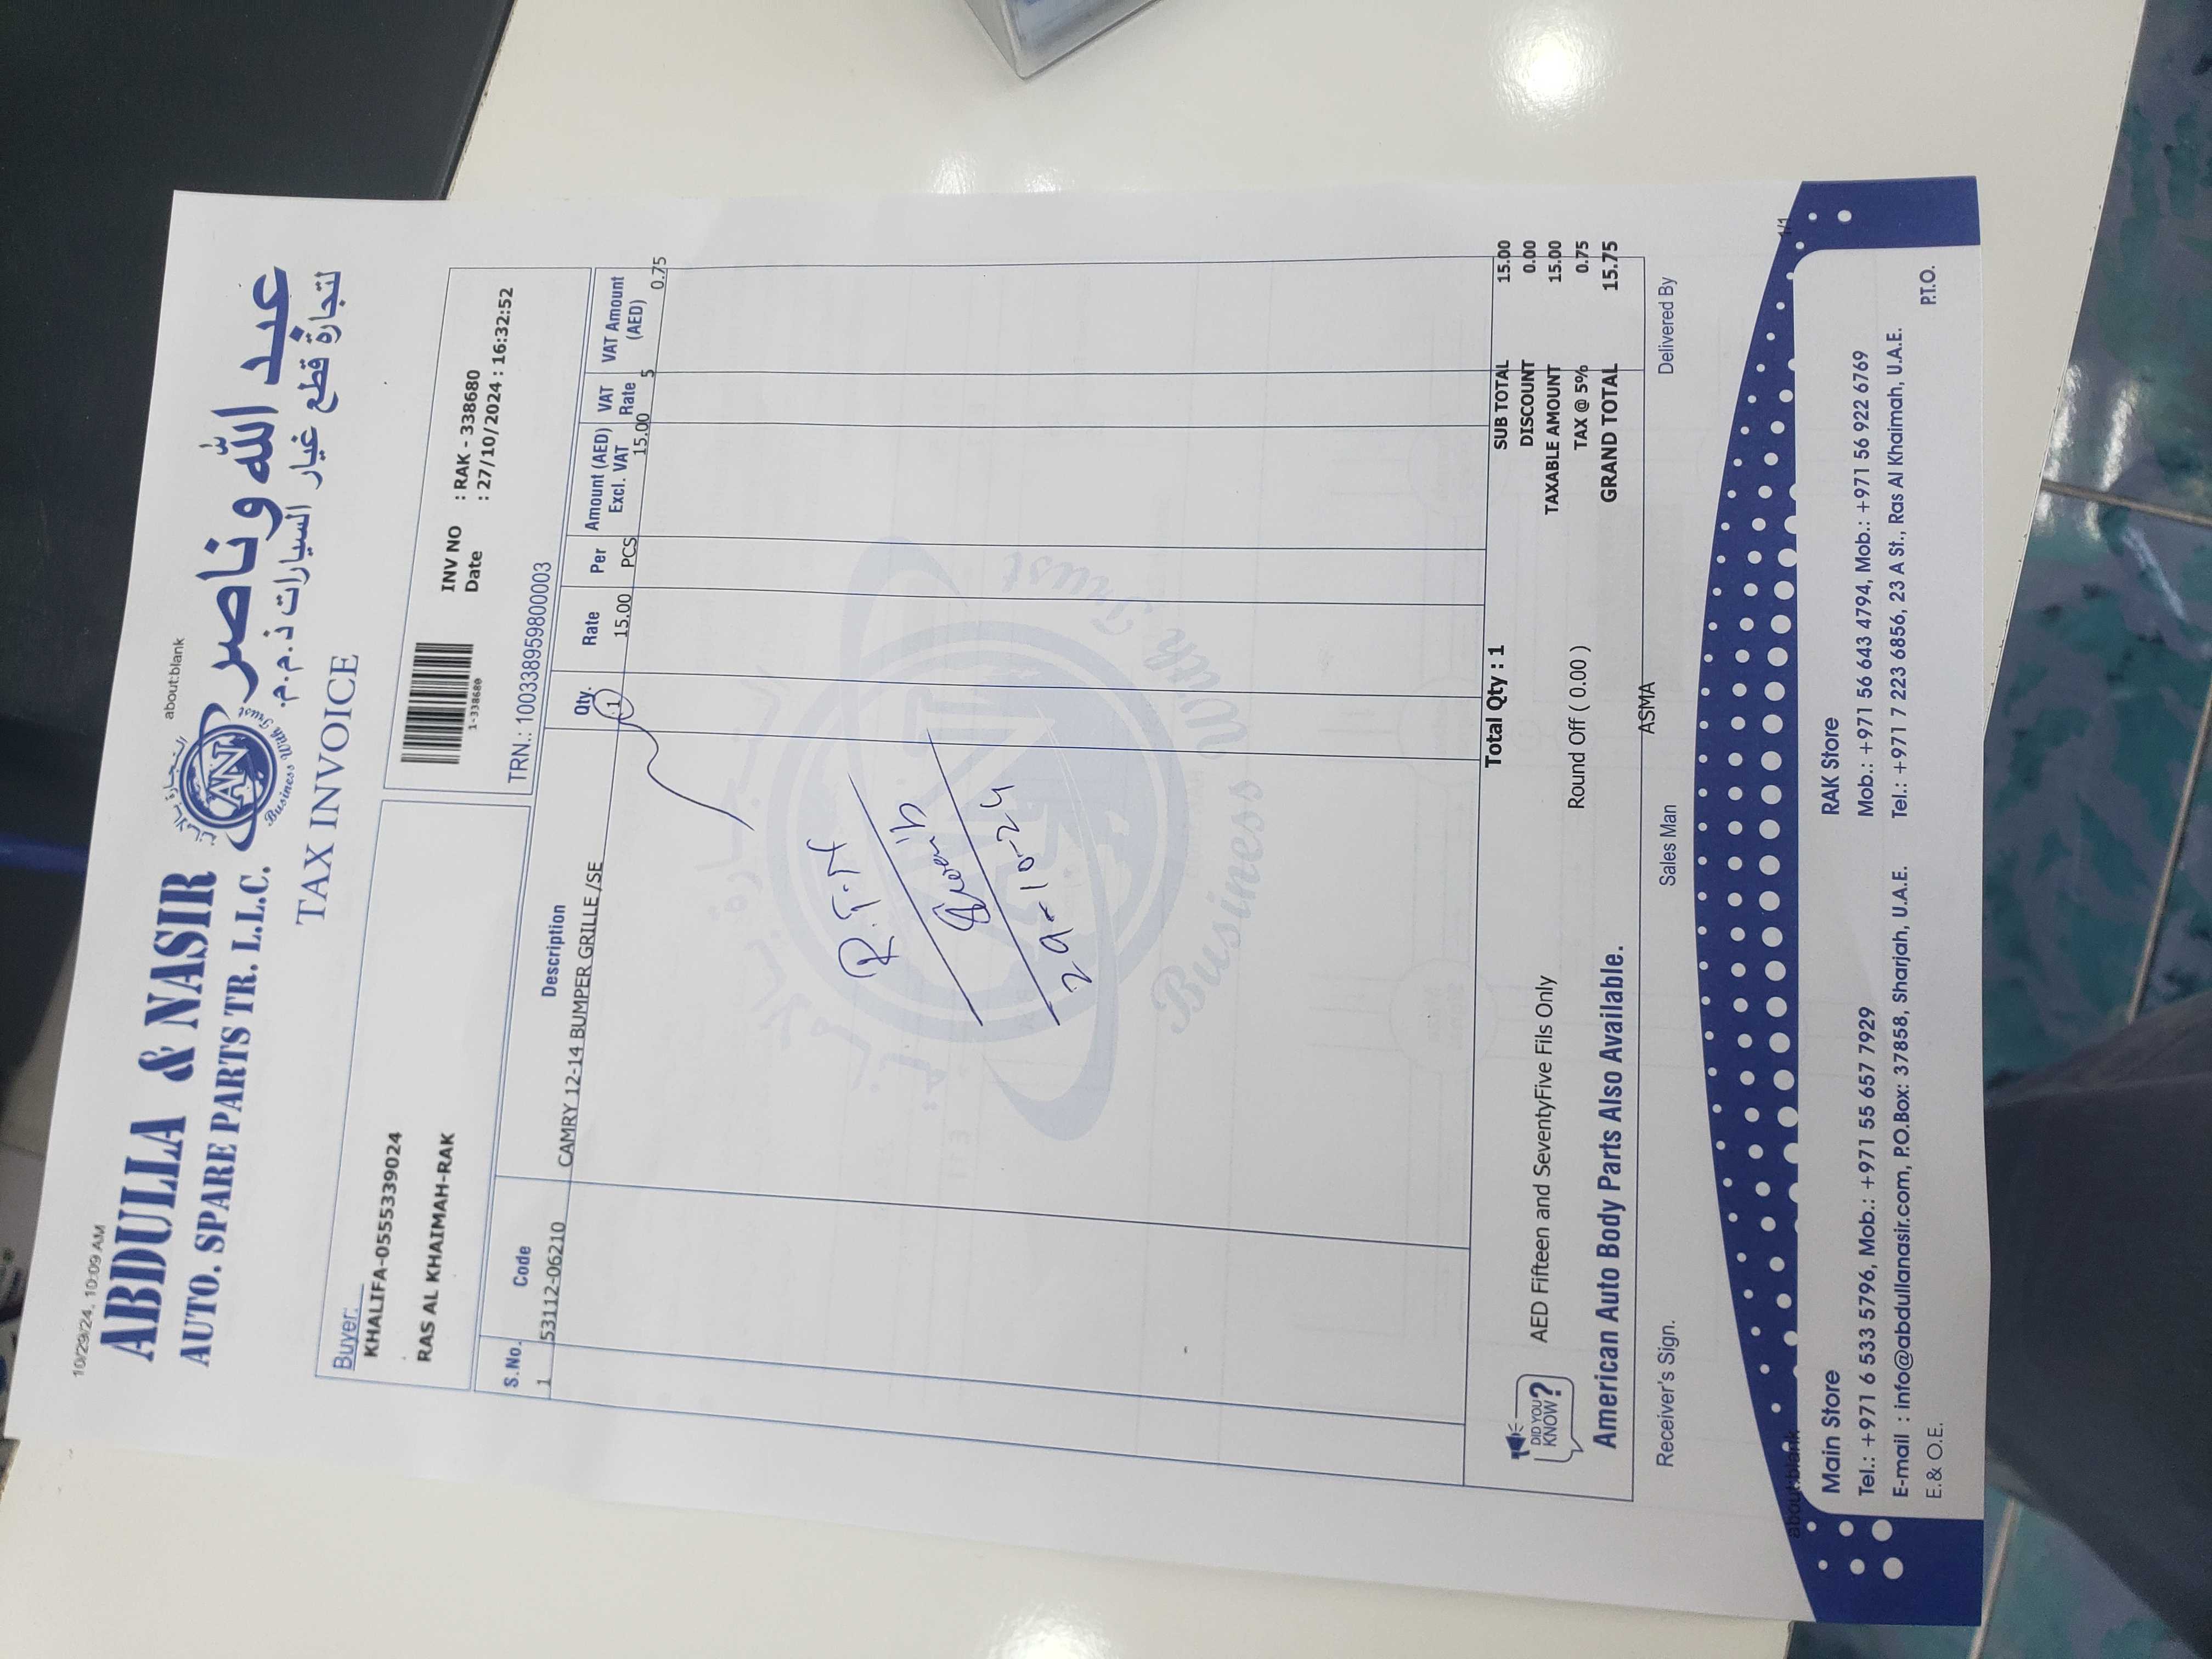 10/29/24, 10:09 AM
about:blank
ABDULLA & NASIR
عبد الله وناصر
AUTO. SPARE PARTS TR. L.L.C.
لتجارة قطع غيار السيارات ذ.م.م.
AN
Business With Trust
TAX INVOICE
Buyer:
KHALIFA-0555339024
RAS AL KHAIMAH-RAK
1-338680
INV NO : RAK - 338680
Date : 27/10/2024 : 16:32:52
TRN.: 100338959800003
S.No. Code Description Qty. Rate Per Amount (AED) Excl. VAT VAT Rate VAT Amount (AED)
1 53112-06210 CAMRY 12-14 BUMPER GRILLE /SE 1 15.00 PCS 15.00 5 0.75
29-10-24
Business With Trust
Total Qty : 1
SUB TOTAL 15.00
DISCOUNT 0.00
TAXABLE AMOUNT 15.00
TAX @ 5% 0.75
GRAND TOTAL 15.75
DID YOU KNOW?
AED Fifteen and SeventyFive Fils Only
Round Off ( 0.00 )
American Auto Body Parts Also Available.
ASMA
Receiver's Sign. Sales Man Delivered By
about:blank
1/1
Main Store
Tel.: +971 6 533 5796, Mob.: +971 55 657 7929
E-mail : info@abdullanasir.com, P.O.Box: 37858, Sharjah, U.A.E.
RAK Store
Mob.: +971 56 643 4794, Mob.: +971 56 922 6769
Tel.: +971 7 223 6856, 23 A St., Ras Al Khaimah, U.A.E.
E.& O.E.
P.T.O.